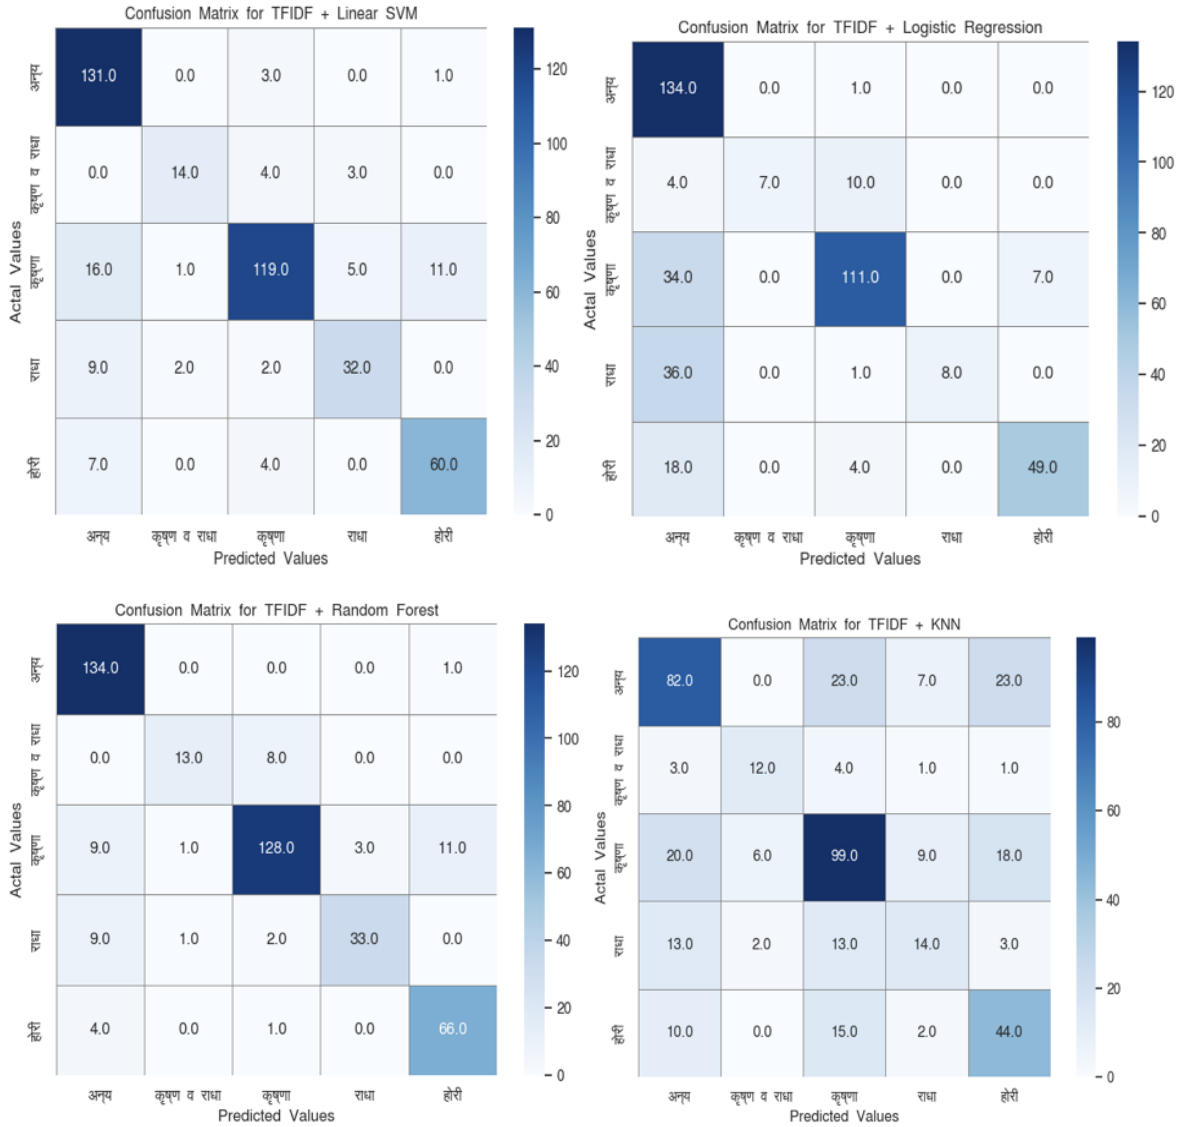 Confusion Matrix for TFIDF + Linear SVM
Actal Values
अन्य
131.0 0.0 3.0 0.0 1.0
कृष्ण व राधा
0.0 14.0 4.0 3.0 0.0
कृष्णा
16.0 1.0 119.0 5.0 11.0
राधा
9.0 2.0 2.0 32.0 0.0
होरी
7.0 0.0 4.0 0.0 60.0
अन्य कृष्ण व राधा कृष्णा राधा होरी
Predicted Values
120
100
80
60
40
20
0
Confusion Matrix for TFIDF + Logistic Regression
Actal Values
अन्य
134.0 0.0 1.0 0.0 0.0
कृष्ण व राधा
4.0 7.0 10.0 0.0 0.0
कृष्णा
34.0 0.0 111.0 0.0 7.0
राधा
36.0 0.0 1.0 8.0 0.0
होरी
18.0 0.0 4.0 0.0 49.0
अन्य कृष्ण व राधा कृष्णा राधा होरी
Predicted Values
120
100
80
60
40
20
0
Confusion Matrix for TFIDF + Random Forest
Actal Values
अन्य
134.0 0.0 0.0 0.0 1.0
कृष्ण व राधा
0.0 13.0 8.0 0.0 0.0
कृष्णा
9.0 1.0 128.0 3.0 11.0
राधा
9.0 1.0 2.0 33.0 0.0
होरी
4.0 0.0 1.0 0.0 66.0
अन्य कृष्ण व राधा कृष्णा राधा होरी
Predicted Values
120
100
80
60
40
20
0
Confusion Matrix for TFIDF + KNN
Actal Values
अन्य
82.0 0.0 23.0 7.0 23.0
कृष्ण व राधा
3.0 12.0 4.0 1.0 1.0
कृष्णा
20.0 6.0 99.0 9.0 18.0
राधा
13.0 2.0 13.0 14.0 3.0
होरी
10.0 0.0 15.0 2.0 44.0
अन्य कृष्ण व राधा कृष्णा राधा होरी
Predicted Values
80
60
40
20
0